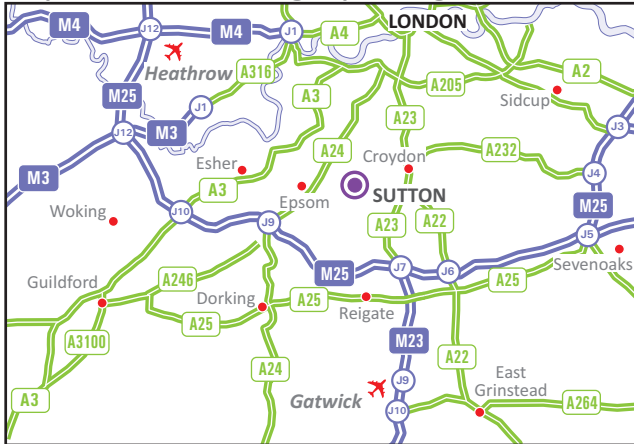 M4
J12
M4
J1
A4
LONDON
Heathrow
A316
A3
A205
A2
M25
J1
A23
Sidcup
J12
M3
A24
J3
Esher
Croydon
A232
M3
A3
J4
Epsom
SUTTON
Woking
J10
J9
A23
A22
M25
J5
A246
M25
J7
J6
Sevenoaks
Guildford
Dorking
A25
A25
A25
Reigate
A3100
M23
A24
A22
East
Grinstead
J9
A3
Gatwick
J10
A264